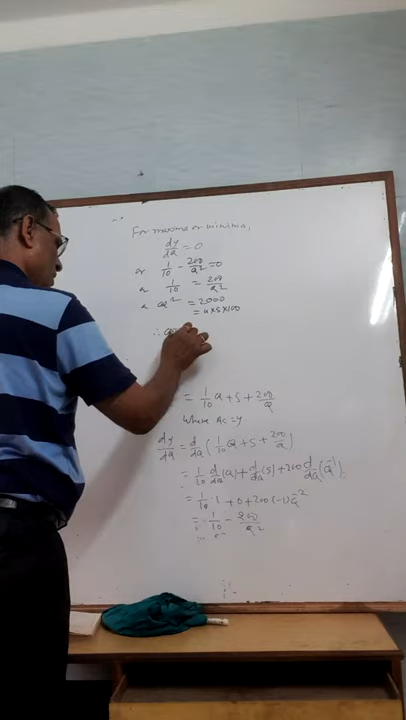 For maxima or minima,
dy/dQ = 0
or 1/10 - 200/Q² = 0
or 1/10 = 200/Q²
or Q² = 2000
= 4×5×100
∴
= 1/10 Q + 5 + 200/Q
where AC = y
dy/dQ = d/dQ (1/10 Q + 5 + 200/Q)
= 1/10 d/dQ (Q) + d/dQ (5) + 200 d/dQ (Q⁻¹)
= 1/10 · 1 + 0 + 200 (-1) Q⁻²
= 1/10 - 200/Q²